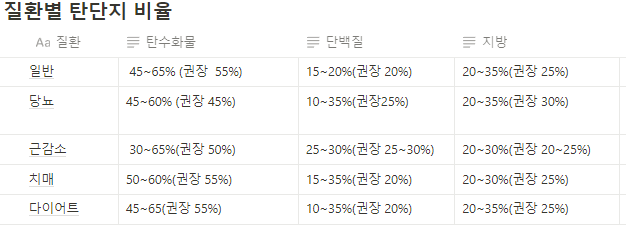 질환별 탄단지 비율
Aa 질환 탄수화물 단백질 지방
일반 45~65% (권장 55%) 15~20%(권장 20%) 20~35%(권장 25%)
당뇨 45~60% (권장 45%) 10~35%(권장25%) 20~35%(권장 30%)
근감소 30~65%(권장 50%) 25~30%(권장 25~30%) 20~30%(권장 20~25%)
치매 50~60%(권장 55%) 15~35%(권장 20%) 20~30%(권장 25%)
다이어트 45~65(권장 55%) 10~35%(권장 20%) 20~35%(권장 25%)